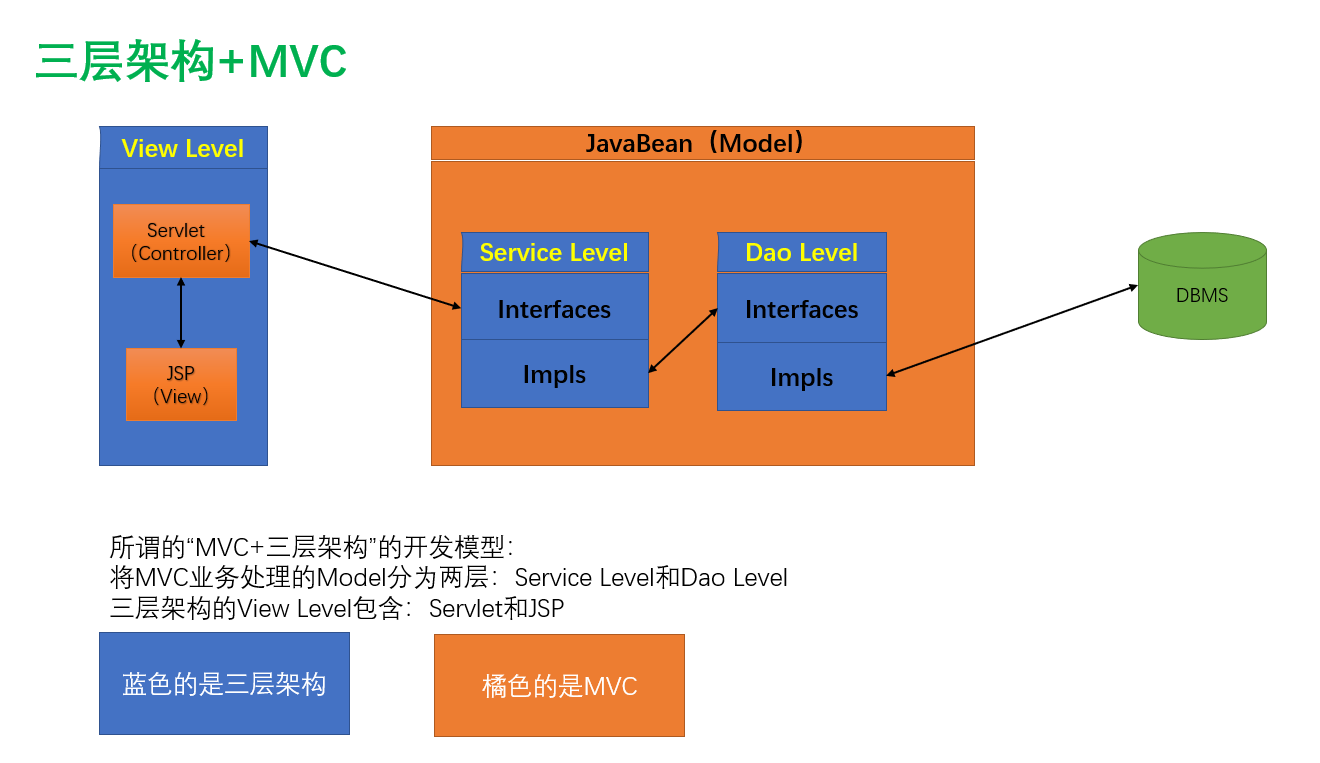 三层架构+MVC
View Level
JavaBean（Model）
Servlet
（Controller）
JSP
（View）
Service Level
Interfaces
Impls
Dao Level
Interfaces
Impls
DBMS
所谓的“MVC+三层架构”的开发模型：
将MVC业务处理的Model分为两层：Service Level和Dao Level
三层架构的View Level包含：Servlet和JSP
蓝色的是三层架构
橘色的是MVC